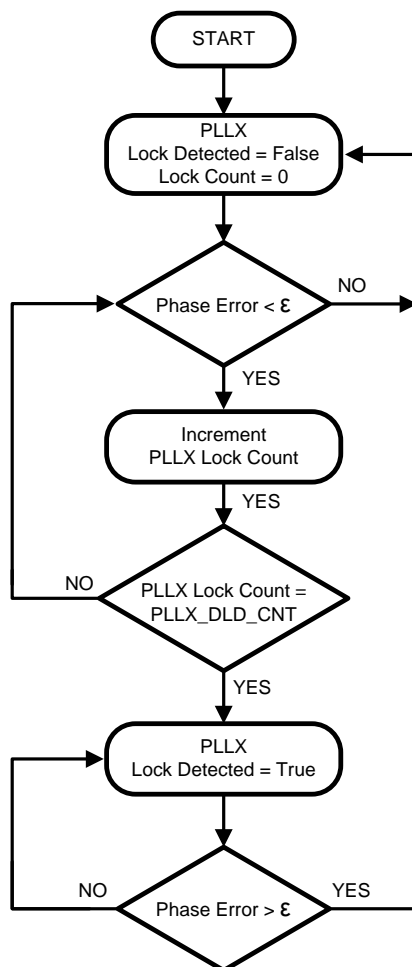 START
PLLX
Lock Detected = False
Lock Count = 0
Phase Error < ε
NO
YES
Increment
PLLX Lock Count
YES
NO
PLLX Lock Count =
PLLX_DLD_CNT
YES
PLLX
Lock Detected = True
NO
Phase Error > ε
YES